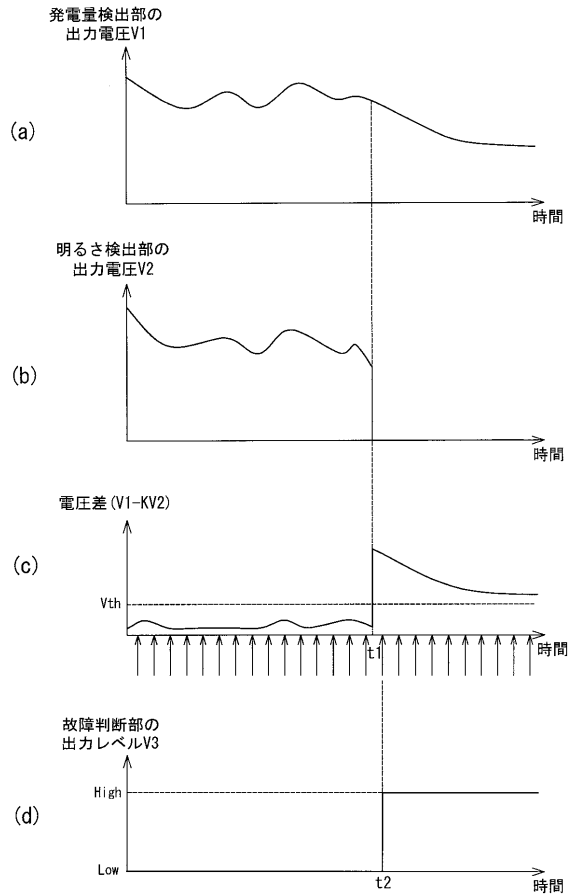 発電量検出部の
出力電圧V1
(a)
時間
明るさ検出部の
出力電圧V2
(b)
時間
電圧差(V1-KV2)
(c)
Vth
t1
時間
故障判断部の
出力レベルV3
High
(d)
Low
t2
時間